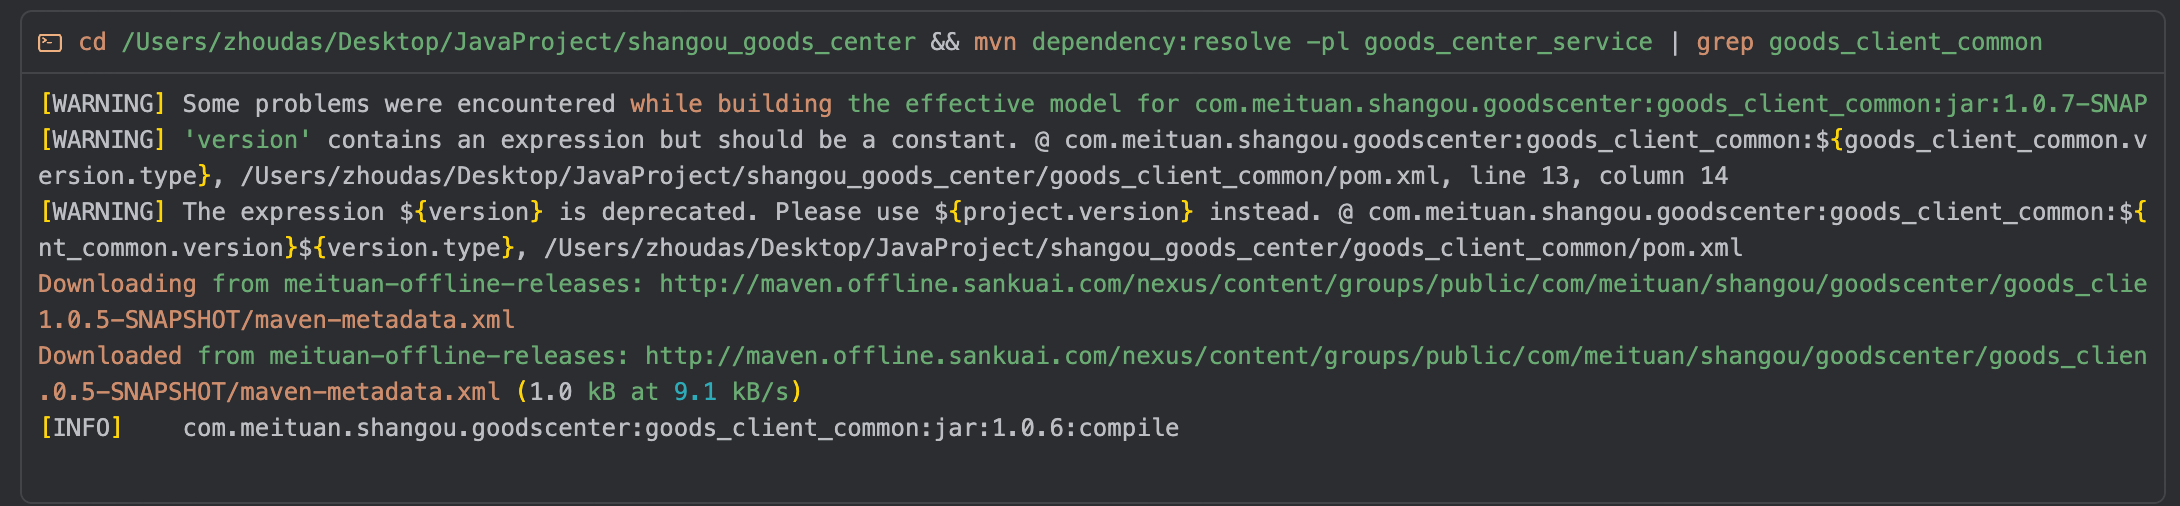 cd /Users/zhoudas/Desktop/JavaProject/shangou_goods_center && mvn dependency:resolve -pl goods_center_service | grep goods_client_common
[WARNING] Some problems were encountered while building the effective model for com.meituan.shangou.goodscenter:goods_client_common:jar:1.0.7-SNAP
[WARNING] 'version' contains an expression but should be a constant. @ com.meituan.shangou.goodscenter:goods_client_common:${goods_client_common.v
ersion.type}, /Users/zhoudas/Desktop/JavaProject/shangou_goods_center/goods_client_common/pom.xml, line 13, column 14
[WARNING] The expression ${version} is deprecated. Please use ${project.version} instead. @ com.meituan.shangou.goodscenter:goods_client_common:${
nt_common.version}${version.type}, /Users/zhoudas/Desktop/JavaProject/shangou_goods_center/goods_client_common/pom.xml
Downloading from meituan-offline-releases: http://maven.offline.sankuai.com/nexus/content/groups/public/com/meituan/shangou/goodscenter/goods_clie
1.0.5-SNAPSHOT/maven-metadata.xml
Downloaded from meituan-offline-releases: http://maven.offline.sankuai.com/nexus/content/groups/public/com/meituan/shangou/goodscenter/goods_clien
.0.5-SNAPSHOT/maven-metadata.xml (1.0 kB at 9.1 kB/s)
[INFO]    com.meituan.shangou.goodscenter:goods_client_common:jar:1.0.6:compile